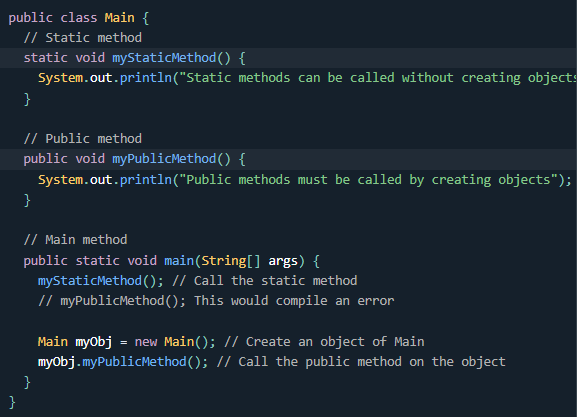 public class Main {
// Static method
static void myStaticMethod() {
System.out.println("Static methods can be called without creating objects
}
// Public method
public void myPublicMethod() {
System.out.println("Public methods must be called by creating objects");
}
// Main method
public static void main(String[] args) {
myStaticMethod(); // Call the static method
// myPublicMethod(); This would compile an error
Main myObj = new Main(); // Create an object of Main
myObj.myPublicMethod(); // Call the public method on the object
}
}